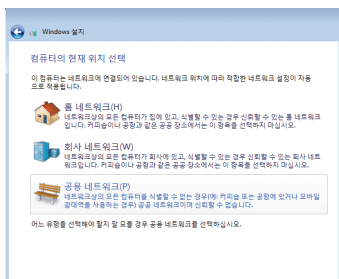 Windows 설치
컴퓨터의 현재 위치 선택
이 컴퓨터는 네트워크에 연결되어 있습니다. 네트워크 위치에 따라 적합한 네트워크 설정이 자동
으로 적용됩니다.
홈 네트워크(H)
네트워크상의 모든 컴퓨터가 집에 있고, 식별할 수 있는 경우 신뢰할 수 있는 홈 네트워크
입니다. 커피숍이나 공항과 같은 공공 장소에서는 이 항목을 선택하지 마십시오.
회사 네트워크(W)
네트워크상의 모든 컴퓨터가 회사에 있고, 식별할 수 있는 경우 신뢰할 수 있는 회사 네트
워크입니다. 커피숍이나 공항과 같은 공공 장소에서는 이 항목을 선택하지 마십시오.
공용 네트워크(P)
네트워크상의 모든 컴퓨터를 식별할 수 없는 경우(예: 커피숍 또는 공항에 있거나 모바일
광대역을 사용하는 경우) 공공 네트워크이며 신뢰할 수 없습니다.
어느 유형을 선택해야 할지 잘 모를 경우 공용 네트워크를 선택하십시오.